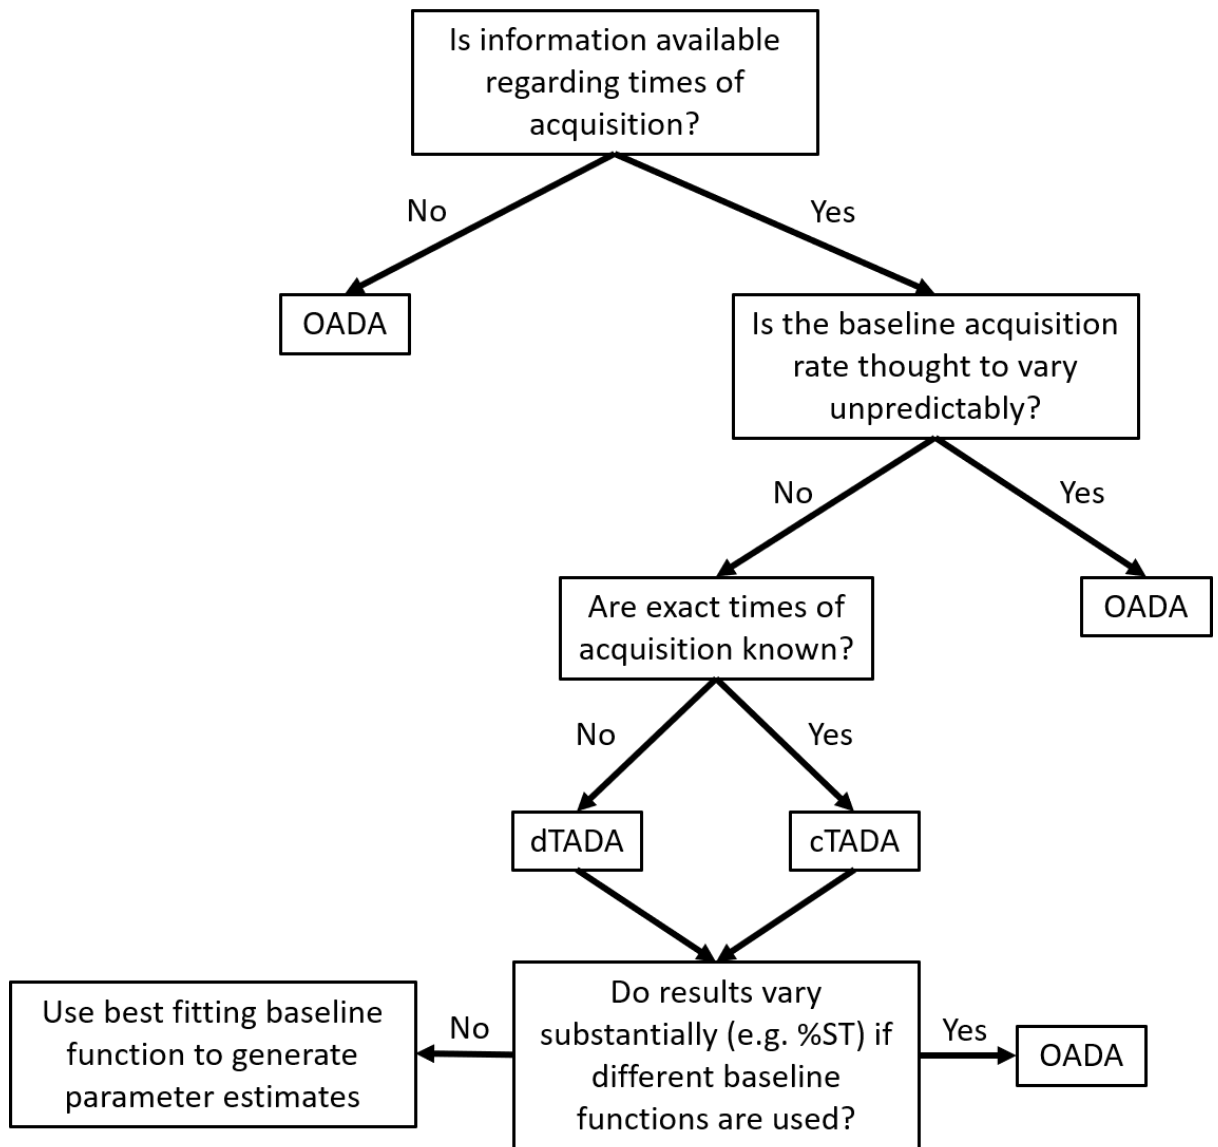 Is information available
regarding times of
acquisition?
No
Yes
OADA
Is the baseline acquisition
rate thought to vary
unpredictably?
No
Yes
Are exact times of
acquisition known?
OADA
No
Yes
dTADA
cTADA
Use best fitting baseline
function to generate
parameter estimates
No
Do results vary
substantially (e.g. %ST) if
different baseline
functions are used?
Yes
OADA